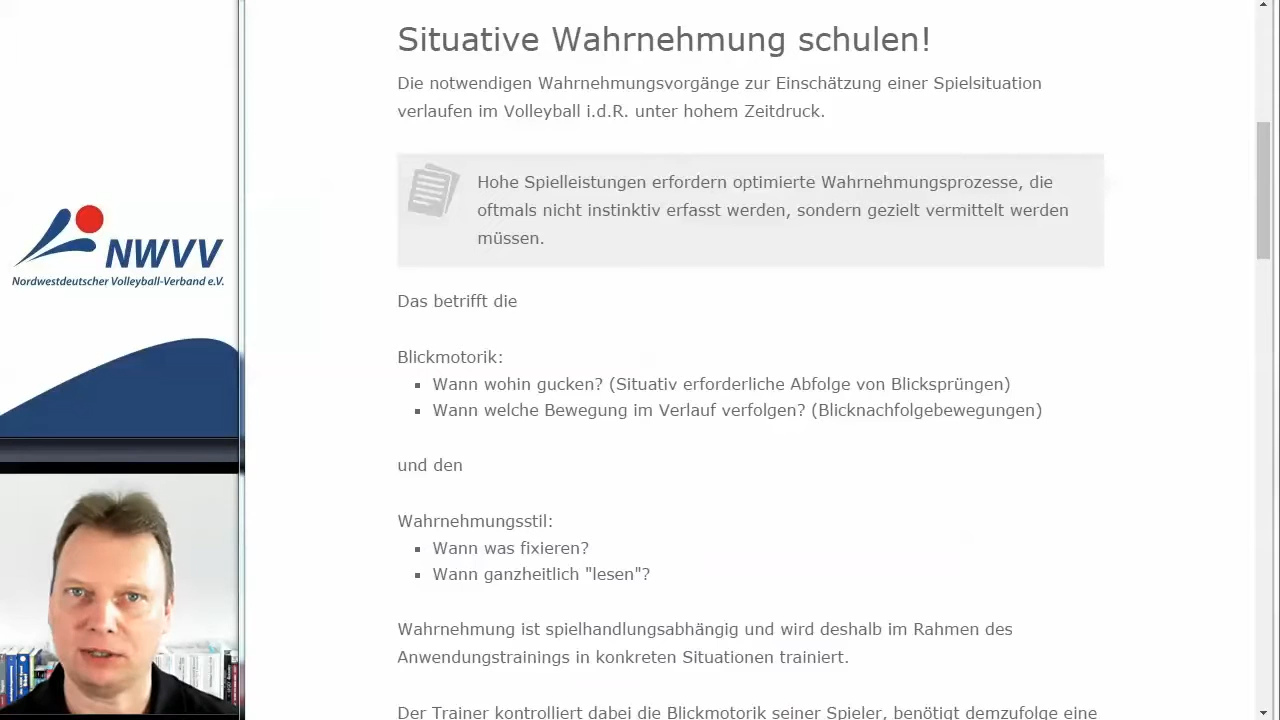 Situative Wahrnehmung schulen!
Die notwendigen Wahrnehmungsvorgänge zur Einschätzung einer Spielsituation
verlaufen im Volleyball i.d.R. unter hohem Zeitdruck.
Hohe Spielleistungen erfordern optimierte Wahrnehmungsprozesse, die
oftmals nicht instinktiv erfasst werden, sondern gezielt vermittelt werden
müssen.
NWVV
Nordwestdeutscher Volleyball-Verband e.V.
Das betrifft die
Blickmotorik:
▪ Wann wohin gucken? (Situativ erforderliche Abfolge von Blicksprüngen)
▪ Wann welche Bewegung im Verlauf verfolgen? (Blicknachfolgebewegungen)
und den
Wahrnehmungsstil:
▪ Wann was fixieren?
▪ Wann ganzheitlich "lesen"?
Wahrnehmung ist spielhandlungsabhängig und wird deshalb im Rahmen des
Anwendungstrainings in konkreten Situationen trainiert.
Der Trainer kontrolliert dabei die Blickmotorik seiner Spieler, benötigt demzufolge eine